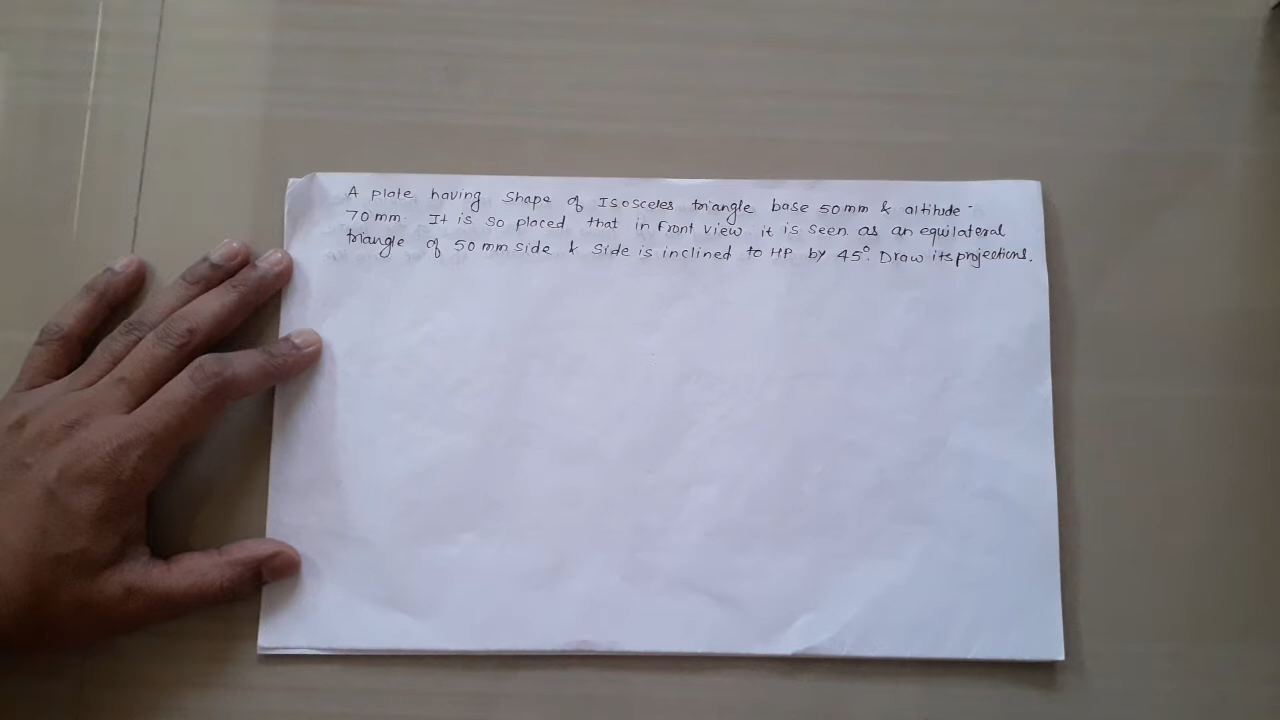 A plate having shape of Isosceles triangle base 50mm & altitude -
70mm. It is so placed that in front view it is seen as an equilateral
triangle of 50 mm side & side is inclined to HP by 45°. Draw its projections.